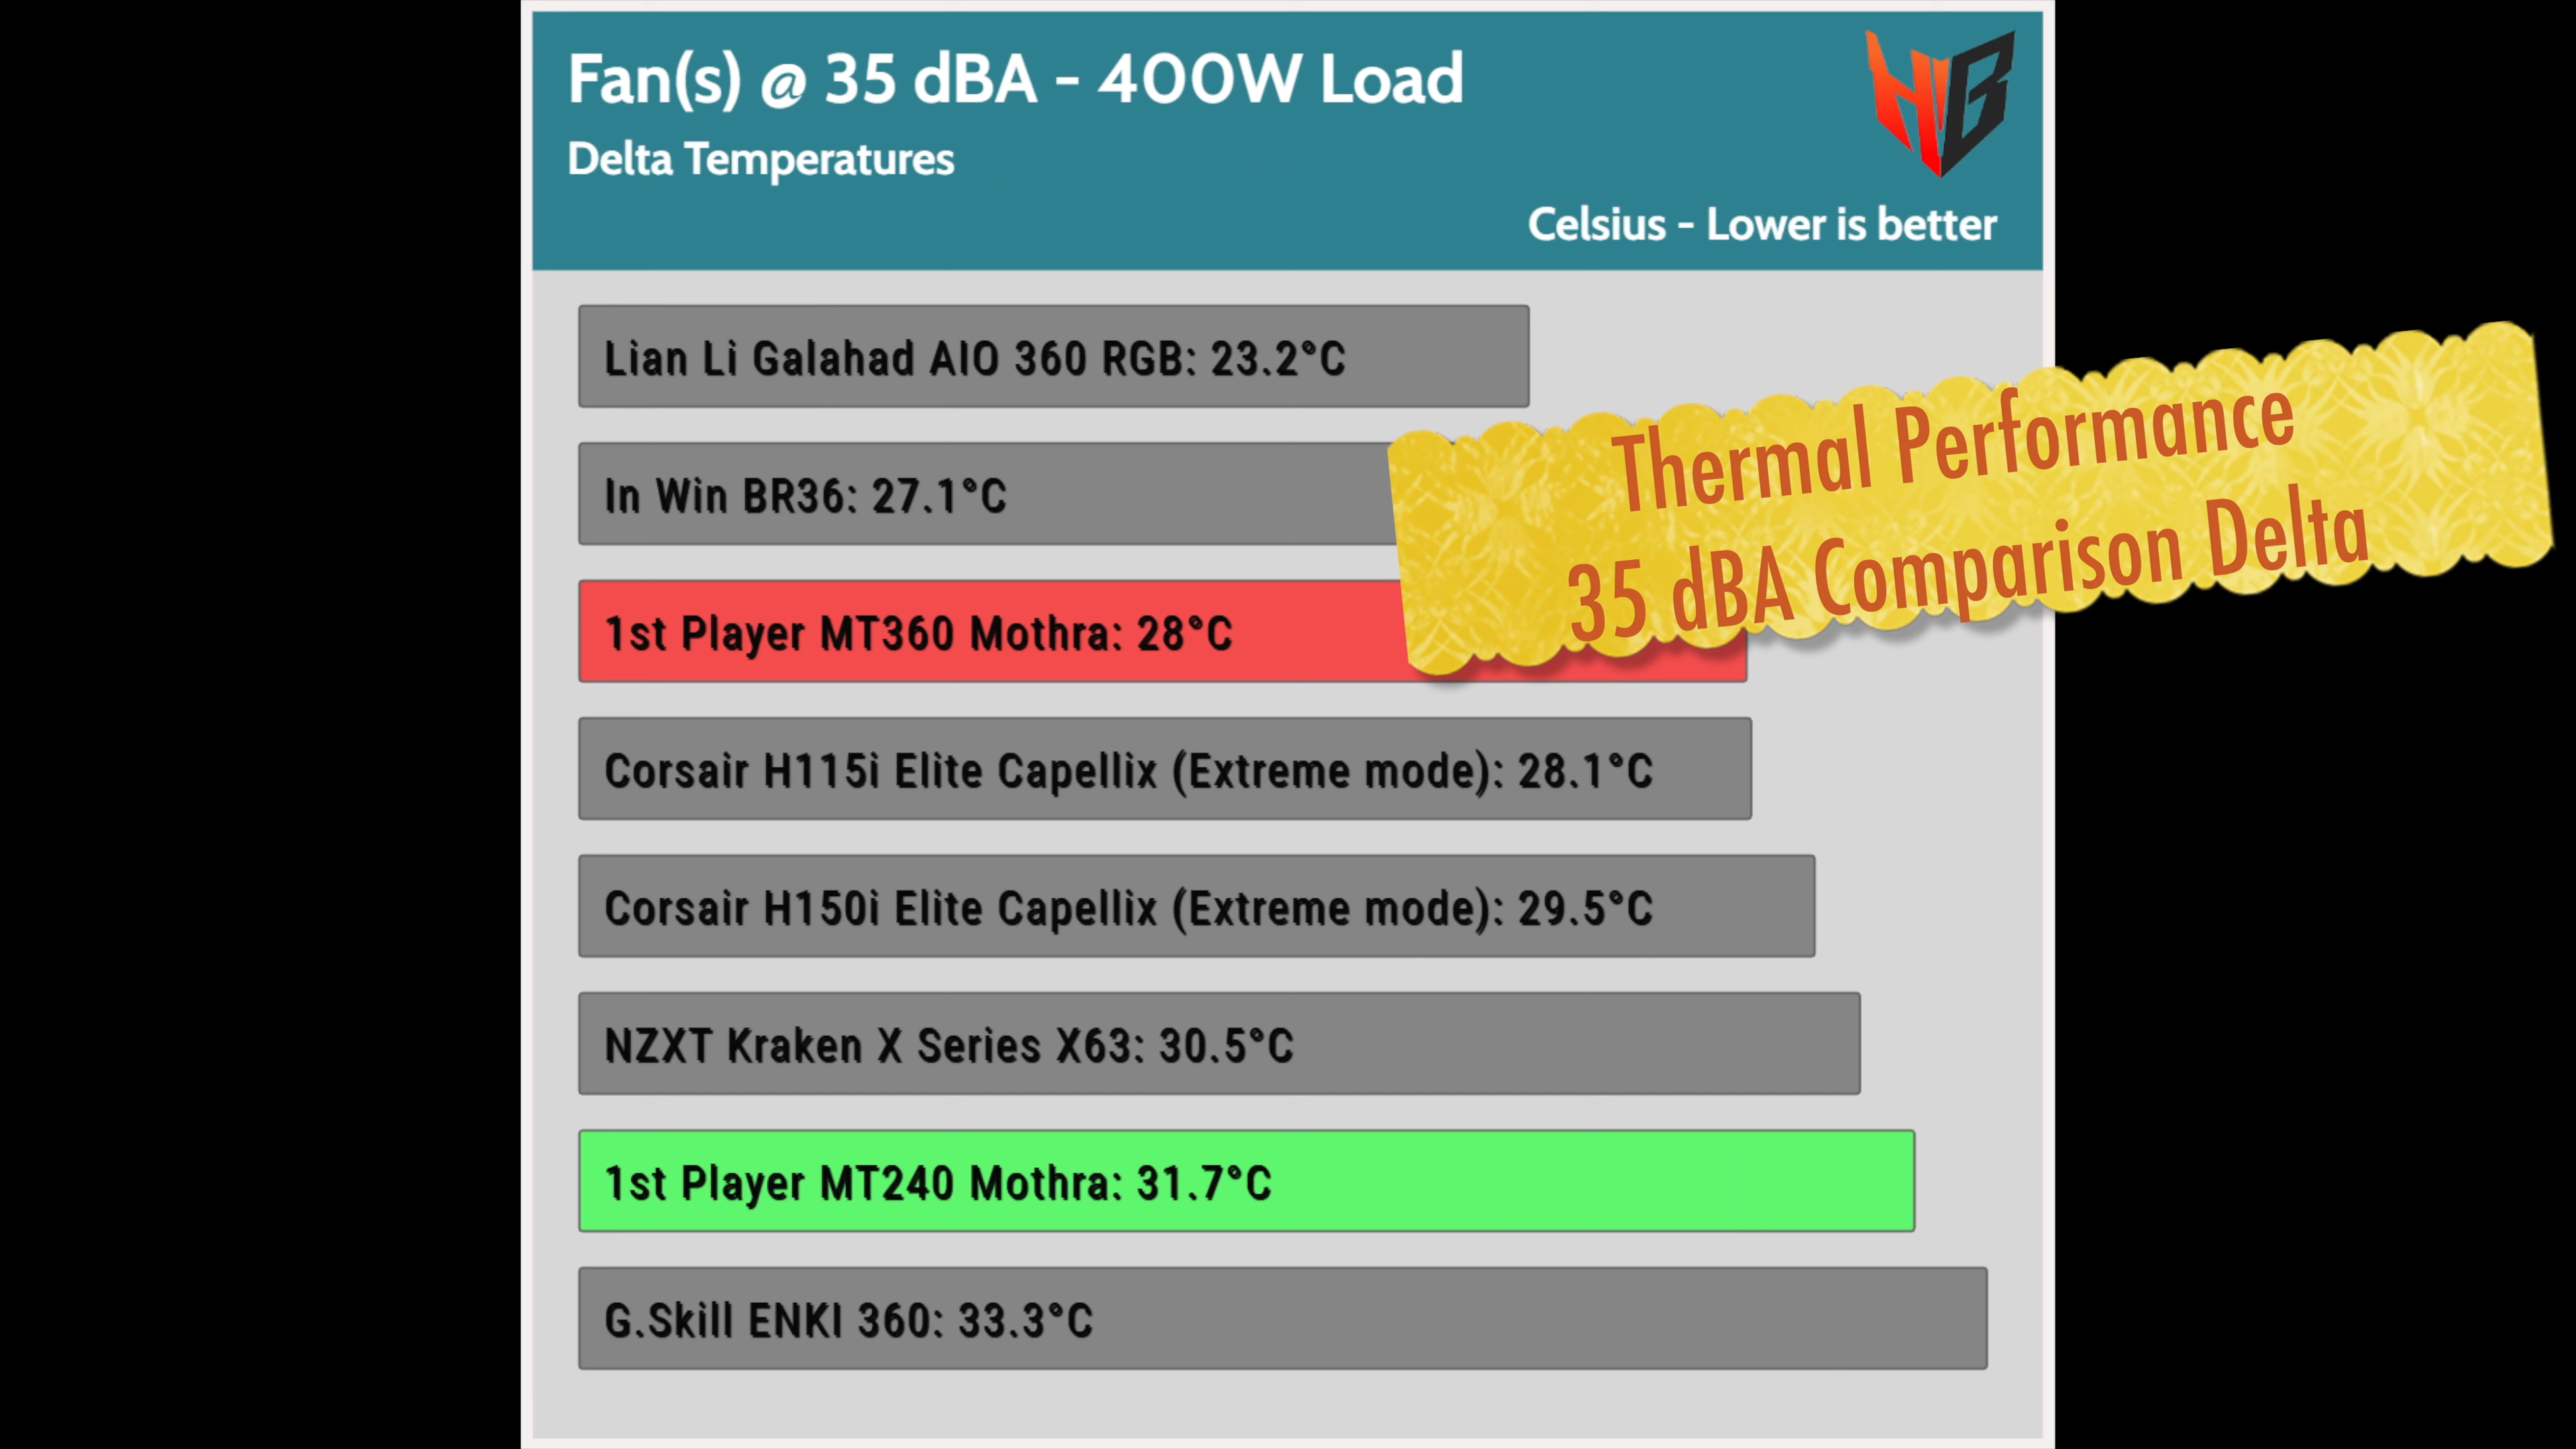 Fan(s) @ 35 dBA - 400W Load
Delta Temperatures
HB
Celsius - Lower is better
Lian Li Galahad AIO 360 RGB: 23.2°C
In Win BR36: 27.1°C
Thermal Performance
35 dBA Comparison Delta
1st Player MT360 Mothra: 28°C
Corsair H115i Elite Capellix (Extreme mode): 28.1°C
Corsair H150i Elite Capellix (Extreme mode): 29.5°C
NZXT Kraken X Series X63: 30.5°C
1st Player MT240 Mothra: 31.7°C
G.Skill ENKI 360: 33.3°C